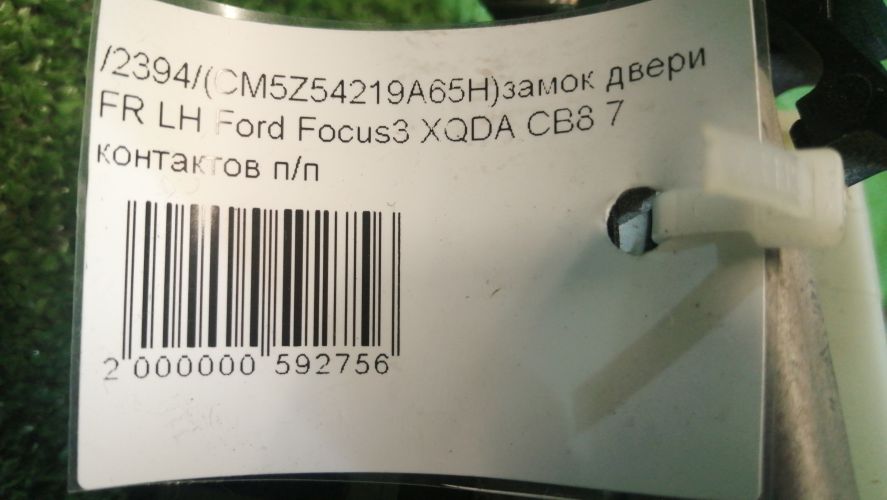 /2394/(CM5Z54219A65H)замок двери
FR LH Ford Focus3 XQDA CB8 7
контактов п/п
2 000000 592756